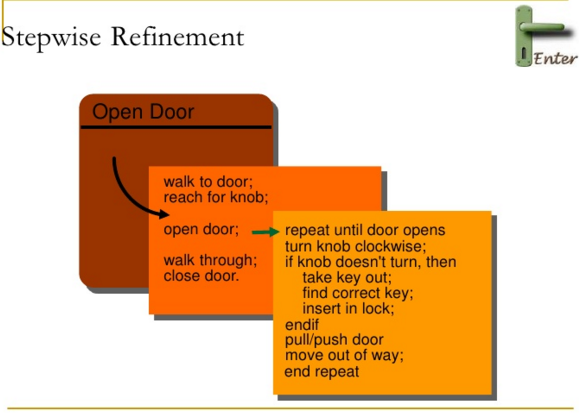 Stepwise Refinement
Enter
Open Door
walk to door;
reach for knob;
open door;
walk through;
close door.
repeat until door opens
turn knob clockwise;
if knob doesn't turn, then
take key out;
find correct key;
insert in lock;
endif
pull/push door
move out of way;
end repeat